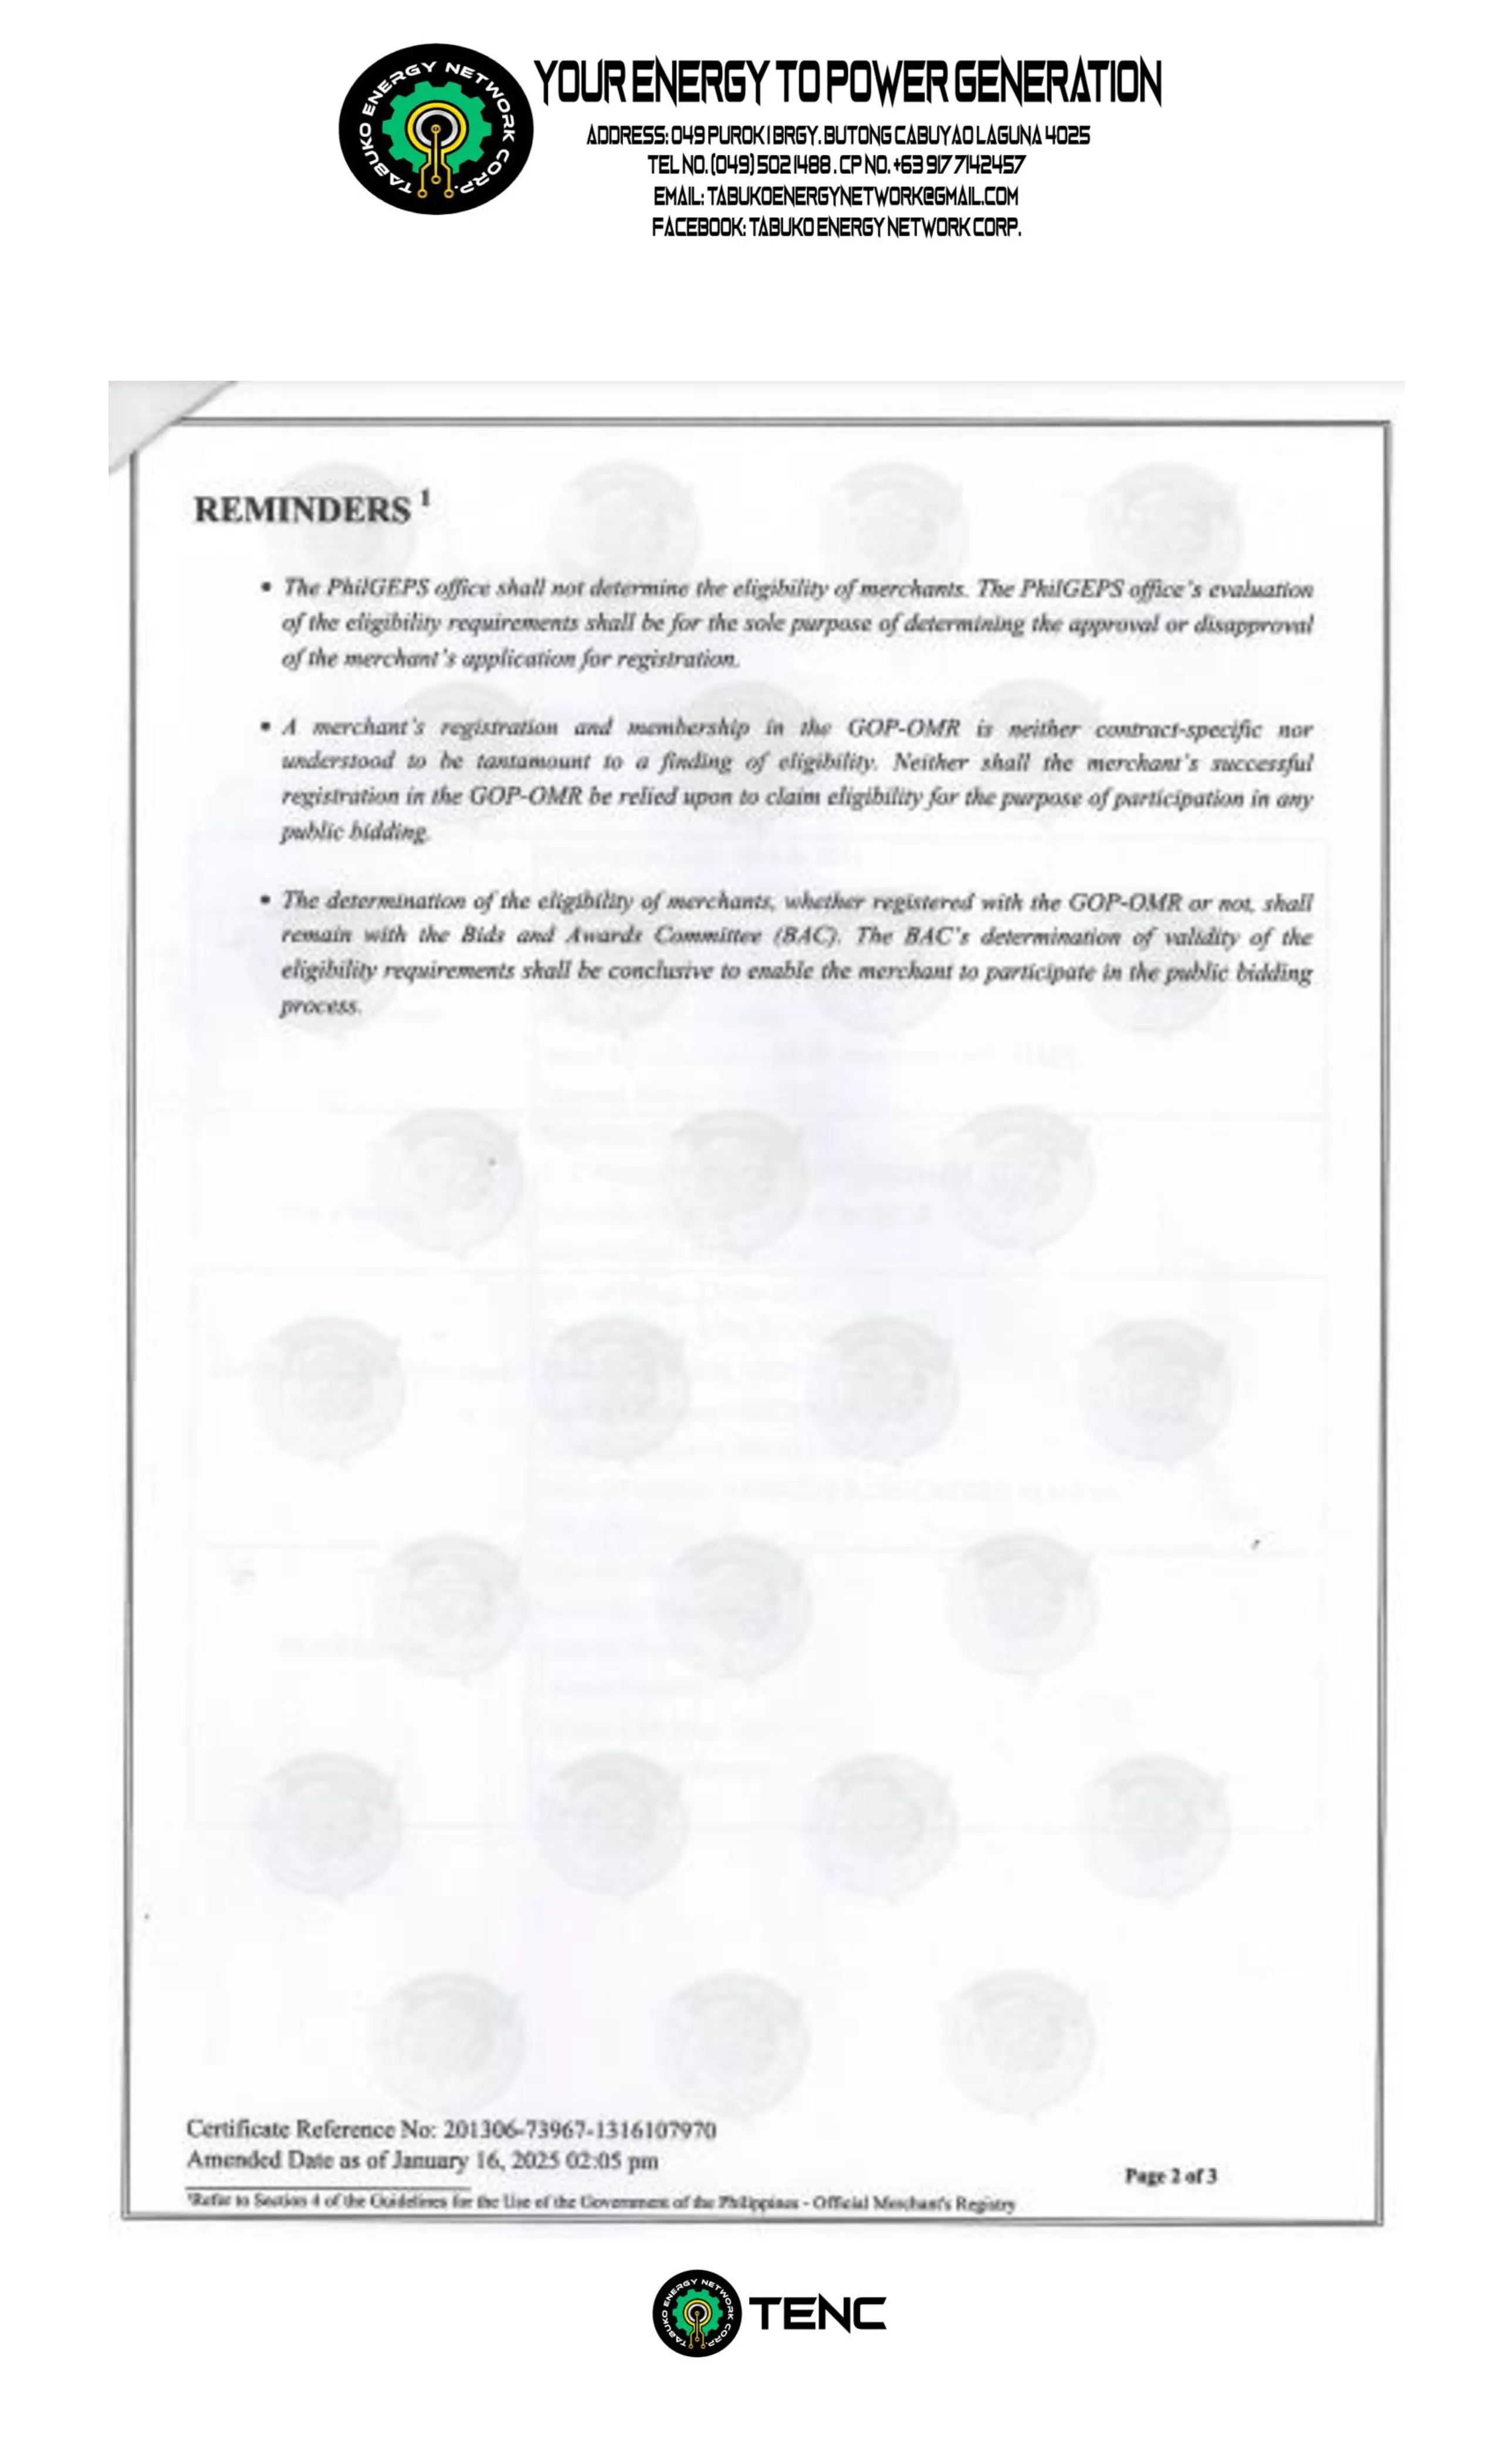 TABUKO ENERGY NETWORK CORP.
YOUR ENERGY TO POWER GENERATION
ADDRESS: 049 PUROK I BRGY. BUTONG CABUYAO LAGUNA 4025
TEL NO. (049) 502 1488 . CP NO. +63 917 7142457
EMAIL: TABUKOENERGYNETWORK@GMAIL.COM
FACEBOOK: TABUKO ENERGY NETWORK CORP.
REMINDERS 1
• The PhilGEPS office shall not determine the eligibility of merchants. The PhilGEPS office's evaluation
of the eligibility requirements shall be for the sole purpose of determining the approval or disapproval
of the merchant's application for registration.
• A merchant's registration and membership in the GOP-OMR is neither contract-specific nor
understood to be tantamount to a finding of eligibility. Neither shall the merchant's successful
registration in the GOP-OMR be relied upon to claim eligibility for the purpose of participation in any
public bidding.
• The determination of the eligibility of merchants, whether registered with the GOP-OMR or not, shall
remain with the Bids and Awards Committee (BAC). The BAC's determination of validity of the
eligibility requirements shall be conclusive to enable the merchant to participate in the public bidding
process.
Certificate Reference No: 201306-73967-1316107970
Amended Date as of January 16, 2025 02:05 pm
Page 2 of 3
1Refer to Section 4 of the Guidelines for the Use of the Government of the Philippines - Official Merchant's Registry
TABUKO ENERGY NETWORK CORP.
TENC